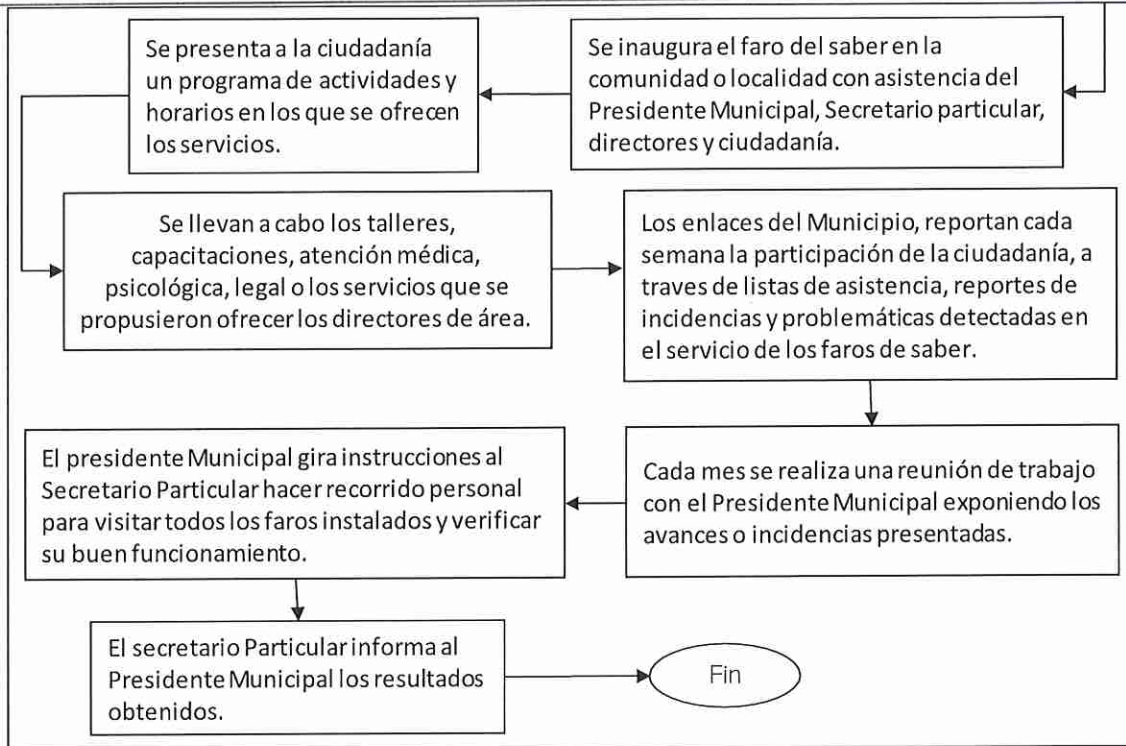 Se presenta a la ciudadanía
un programa de actividades y
horarios en los que se ofrecen
los servicios.
Se inaugura el faro del saber en la
comunidad o localidad con asistencia del
Presidente Municipal, Secretario particular,
directores y ciudadanía.
Se llevan a cabo los talleres,
capacitaciones, atención médica,
psicológica, legal o los servicios que se
propusieron ofrecer los directores de área.
Los enlaces del Municipio, reportan cada
semana la participación de la ciudadanía, a
traves de listas de asistencia, reportes de
incidencias y problemáticas detectadas en
el servicio de los faros de saber.
El presidente Municipal gira instrucciones al
Secretario Particular hacer recorrido personal
para visitar todos los faros instalados y verificar
su buen funcionamiento.
Cada mes se realiza una reunión de trabajo
con el Presidente Municipal exponiendo los
avances o incidencias presentadas.
El secretario Particular informa al
Presidente Municipal los resultados
obtenidos.
Fin